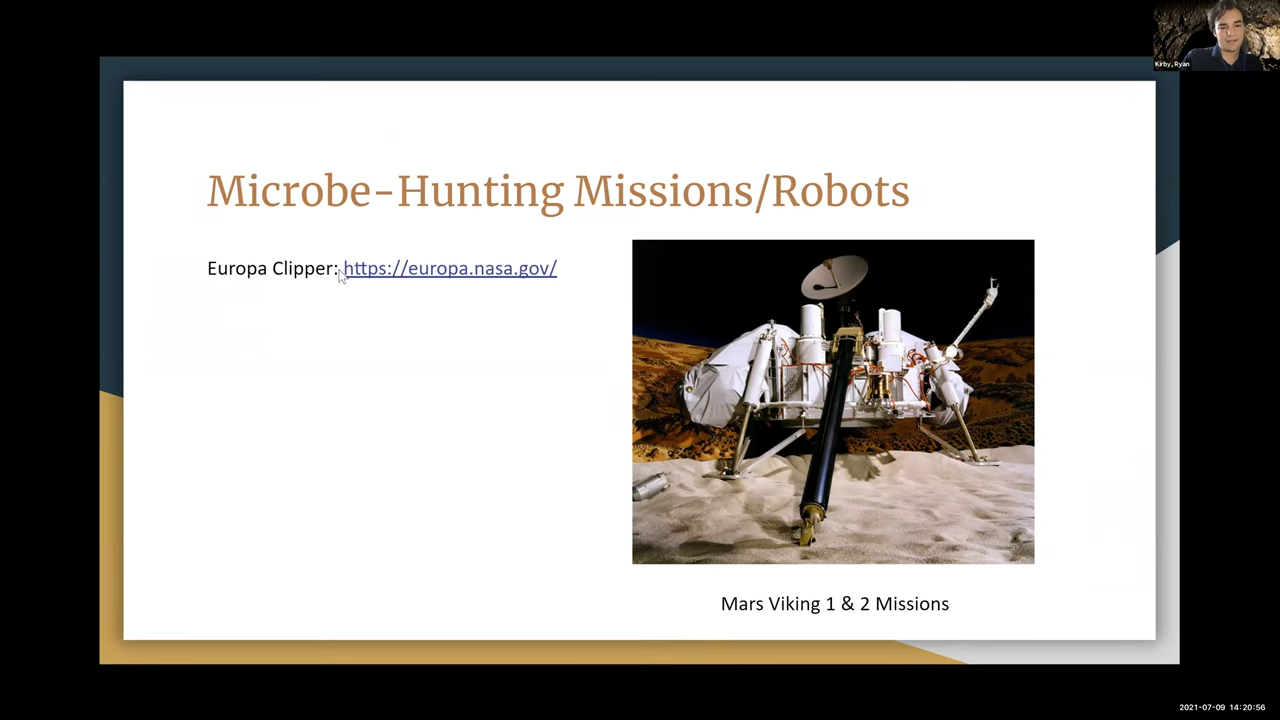 Kirby, Ryan
Microbe-Hunting Missions/Robots
Europa Clipper: https://europa.nasa.gov/
Mars Viking 1 & 2 Missions
2021-07-09 14:20:56